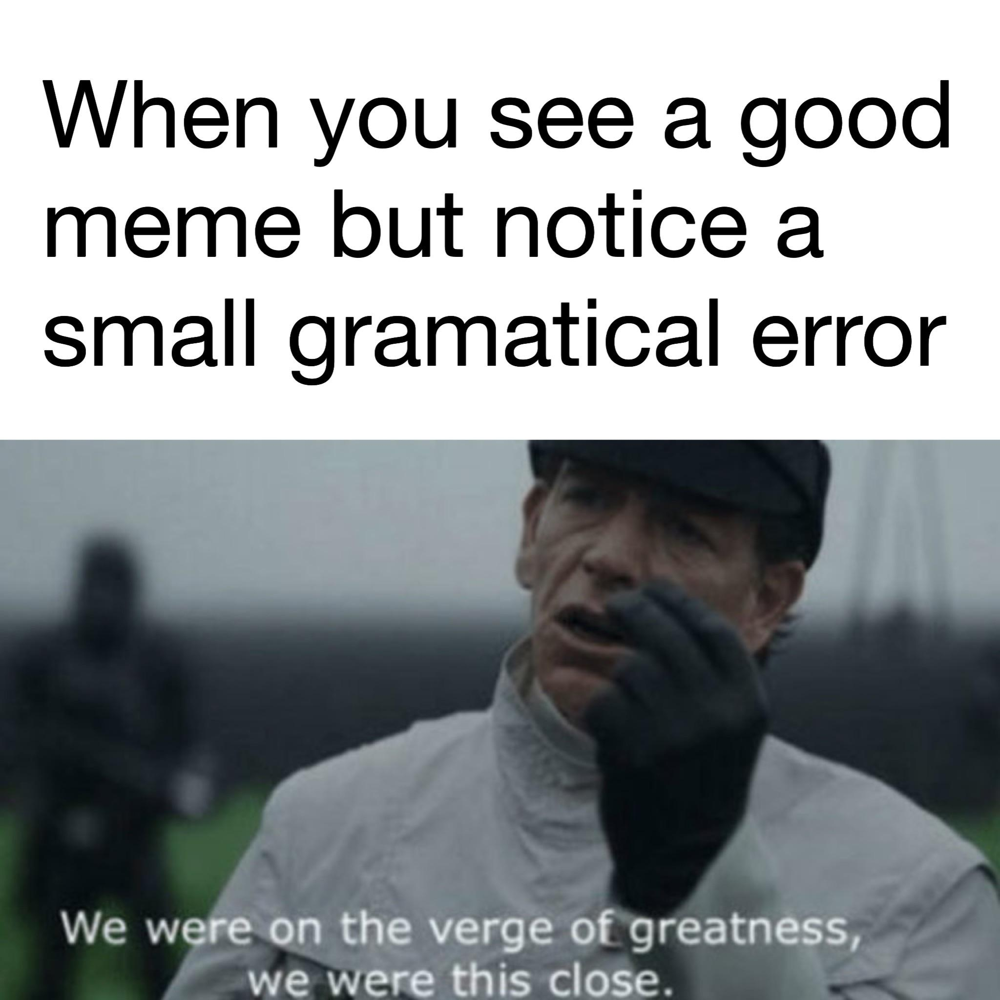 When you see a good
meme but notice a
small gramatical error
We were on the verge of greatness,
we were this close.